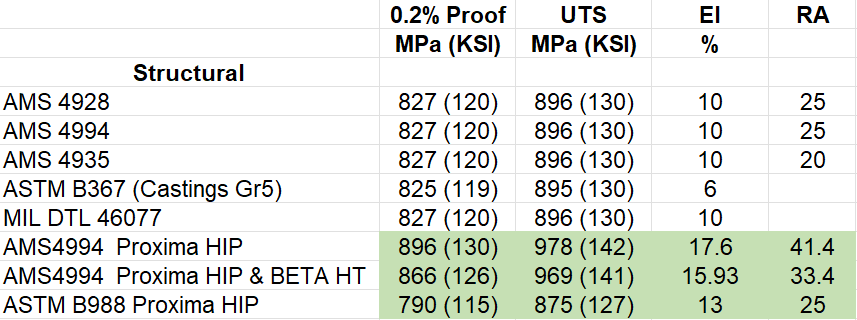 0.2% Proof UTS EI RA
MPa (KSI) MPa (KSI) %
Structural
AMS 4928 827 (120) 896 (130) 10 25
AMS 4994 827 (120) 896 (130) 10 25
AMS 4935 827 (120) 896 (130) 10 20
ASTM B367 (Castings Gr5) 825 (119) 895 (130) 6
MIL DTL 46077 827 (120) 896 (130) 10
AMS4994 Proxima HIP 896 (130) 978 (142) 17.6 41.4
AMS4994 Proxima HIP & BETA HT 866 (126) 969 (141) 15.93 33.4
ASTM B988 Proxima HIP 790 (115) 875 (127) 13 25